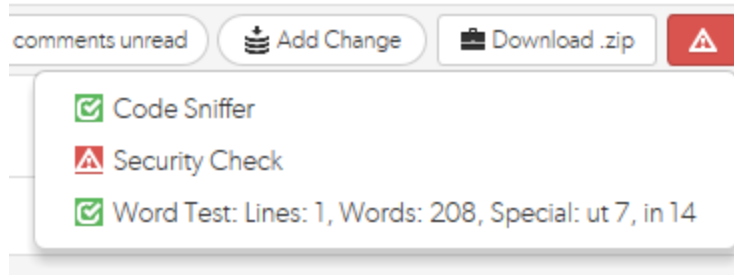 comments unread Add Change Download .zip
Code Sniffer
Security Check
Word Test: Lines: 1, Words: 208, Special: ut 7, in 14